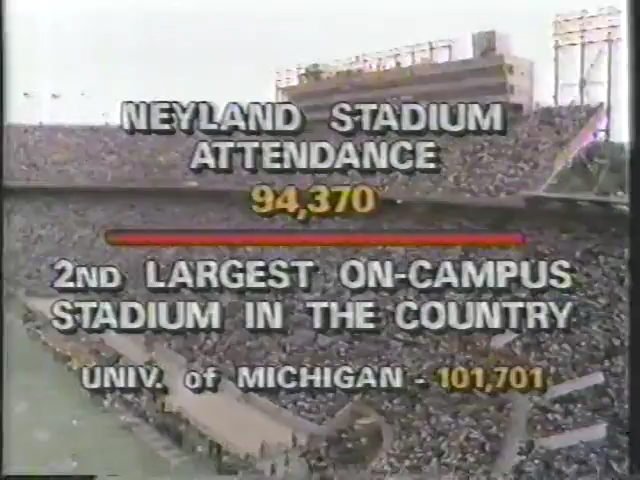 NEYLAND STADIUM
ATTENDANCE
94,370
2ND LARGEST ON-CAMPUS
STADIUM IN THE COUNTRY
UNIV. of MICHIGAN - 101,701